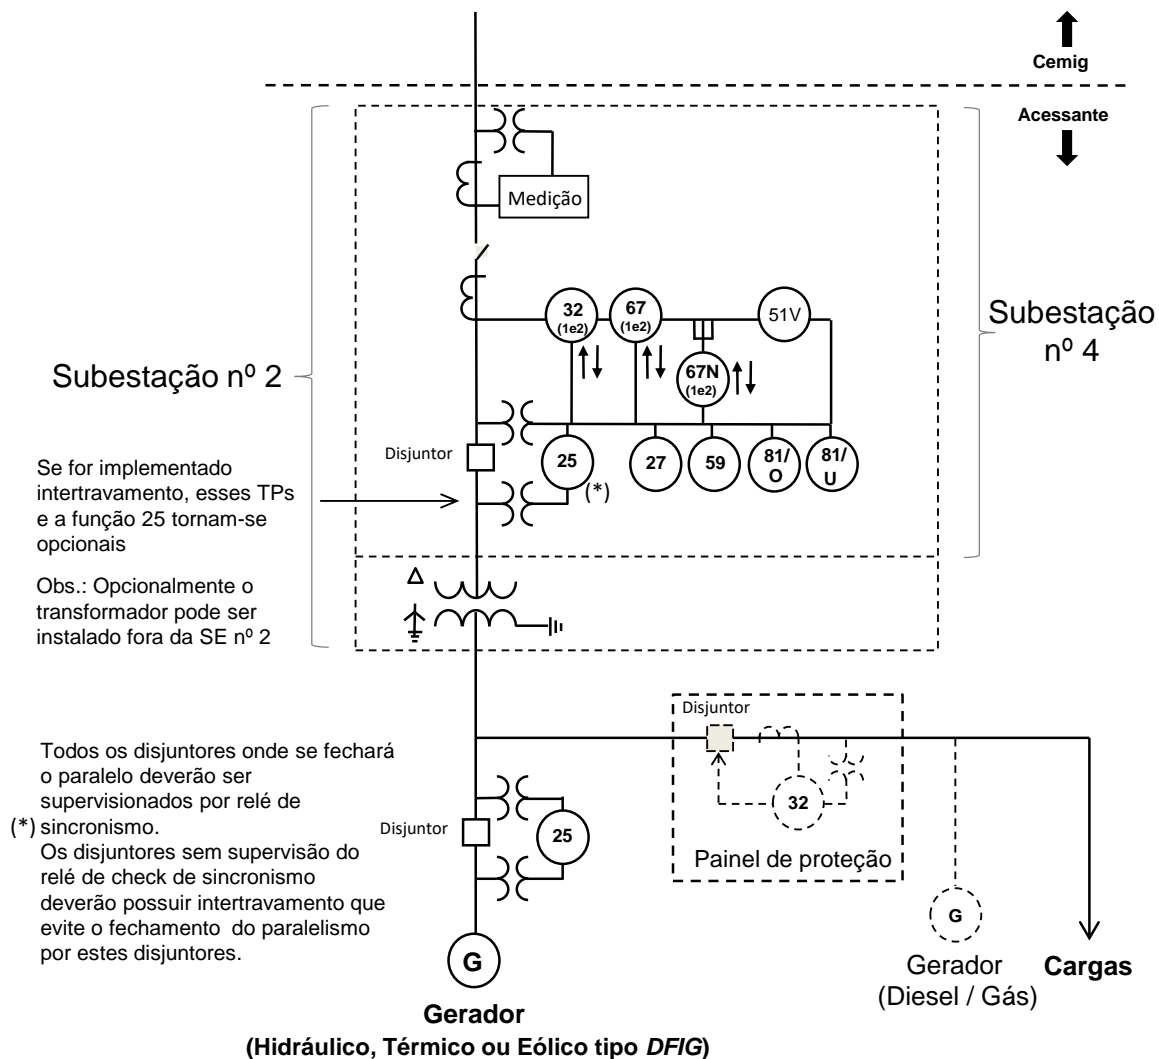 Cemig
Acessante
Medição
32
(1e2)
67
(1e2)
51V
67N
(1e2)
Subestação
nº 4
Subestação nº 2
Disjuntor
25
(*)
27
59
81/
O
81/
U
Se for implementado
intertravamento, esses TPs
e a função 25 tornam-se
opcionais
Obs.: Opcionalmente o
transformador pode ser
instalado fora da SE nº 2
Disjuntor
32
Painel de proteção
Todos os disjuntores onde se fechará
o paralelo deverão ser
supervisionados por relé de
(*) sincronismo.
Os disjuntores sem supervisão do
relé de check de sincronismo
deverão possuir intertravamento que
evite o fechamento do paralelismo
por estes disjuntores.
Disjuntor
25
G
Gerador
(Hidráulico, Térmico ou Eólico tipo DFIG)
G
Gerador
(Diesel / Gás)
Cargas